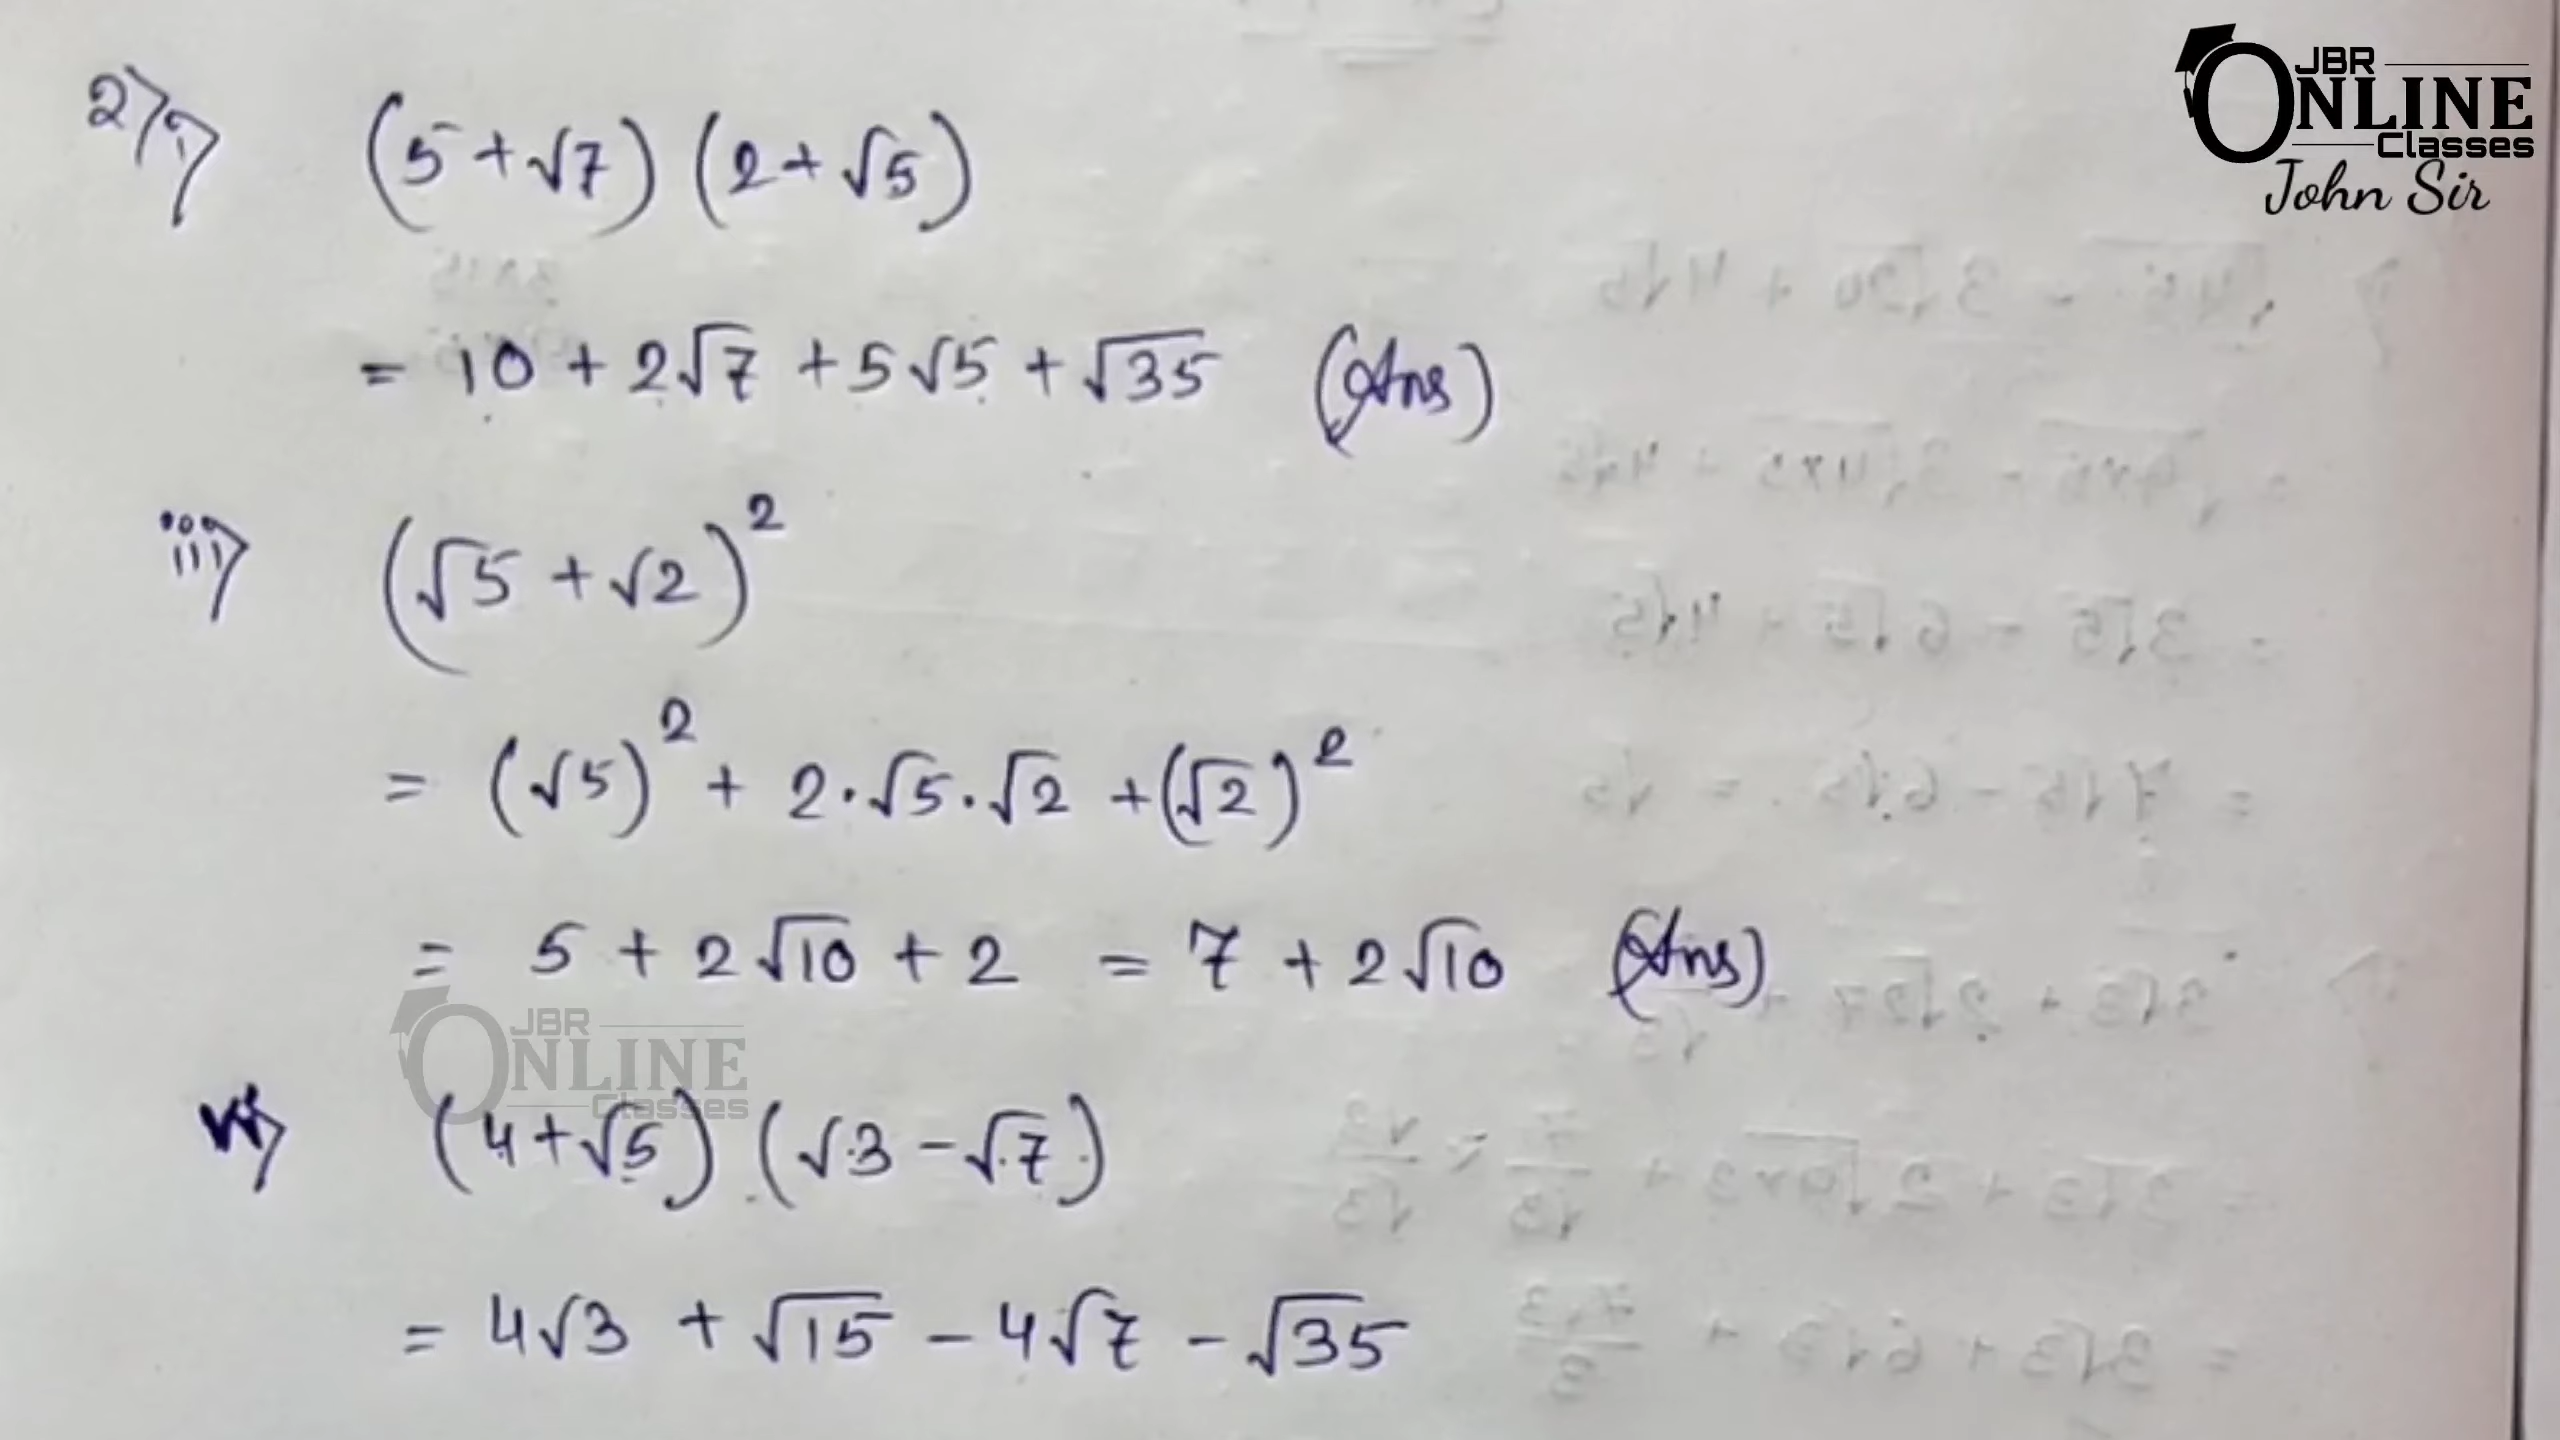 JBR
ONLINE
Classes
John Sir
2) i) (5 + √7) (2 + √5)
= 10 + 2√7 + 5√5 + √35 (Ans)
iii) (√5 + √2)²
= (√5)² + 2·√5·√2 + (√2)²
= 5 + 2√10 + 2 = 7 + 2√10 (Ans)
JBR
ONLINE
Classes
(4 + √5) (√3 - √7)
= 4√3 + √15 - 4√7 - √35